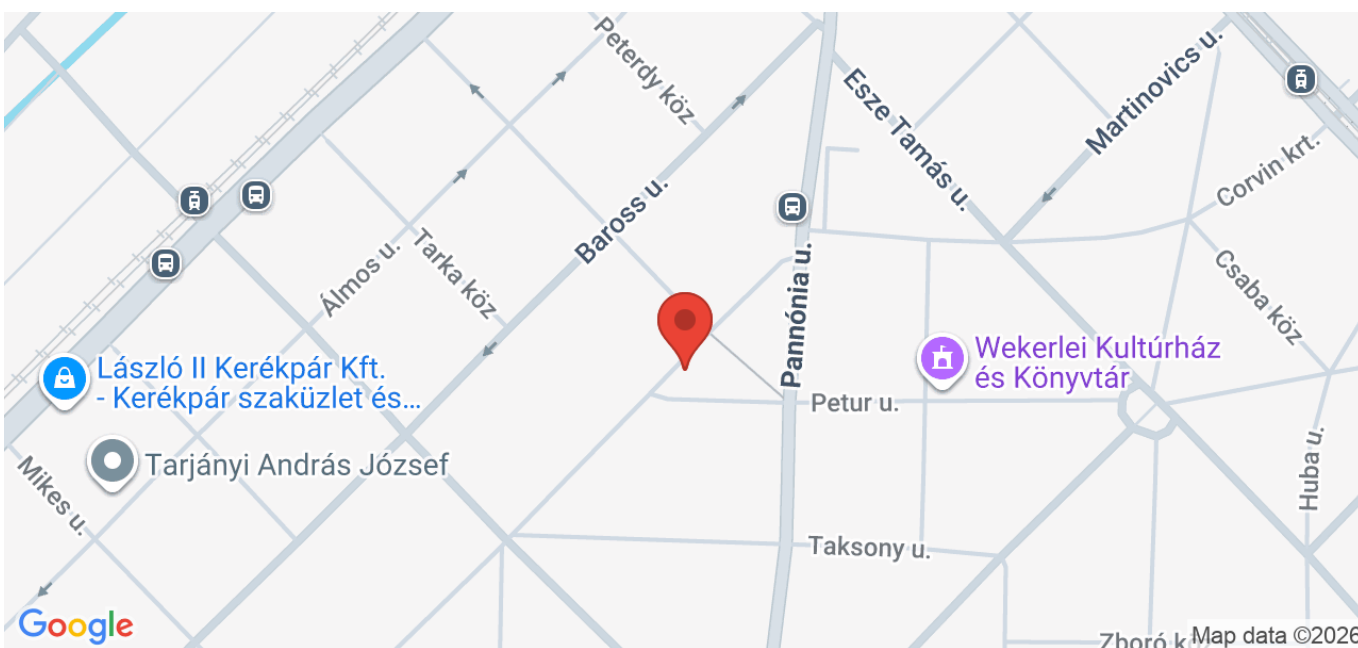 Peterdy köz
Esze Tamás u.
Martinovics u.
Corvin krt.
Baross u.
Álmos u.
Tarka köz
Csaba köz
Pannónia u.
László II Kerékpár Kft.
- Kerékpár szaküzlet és...
Wekerlei Kultúrház
és Könyvtár
Petur u.
Tarjányi András József
Mikes u.
Huba u.
Taksony u.
Google
Zboró
Map data ©2026